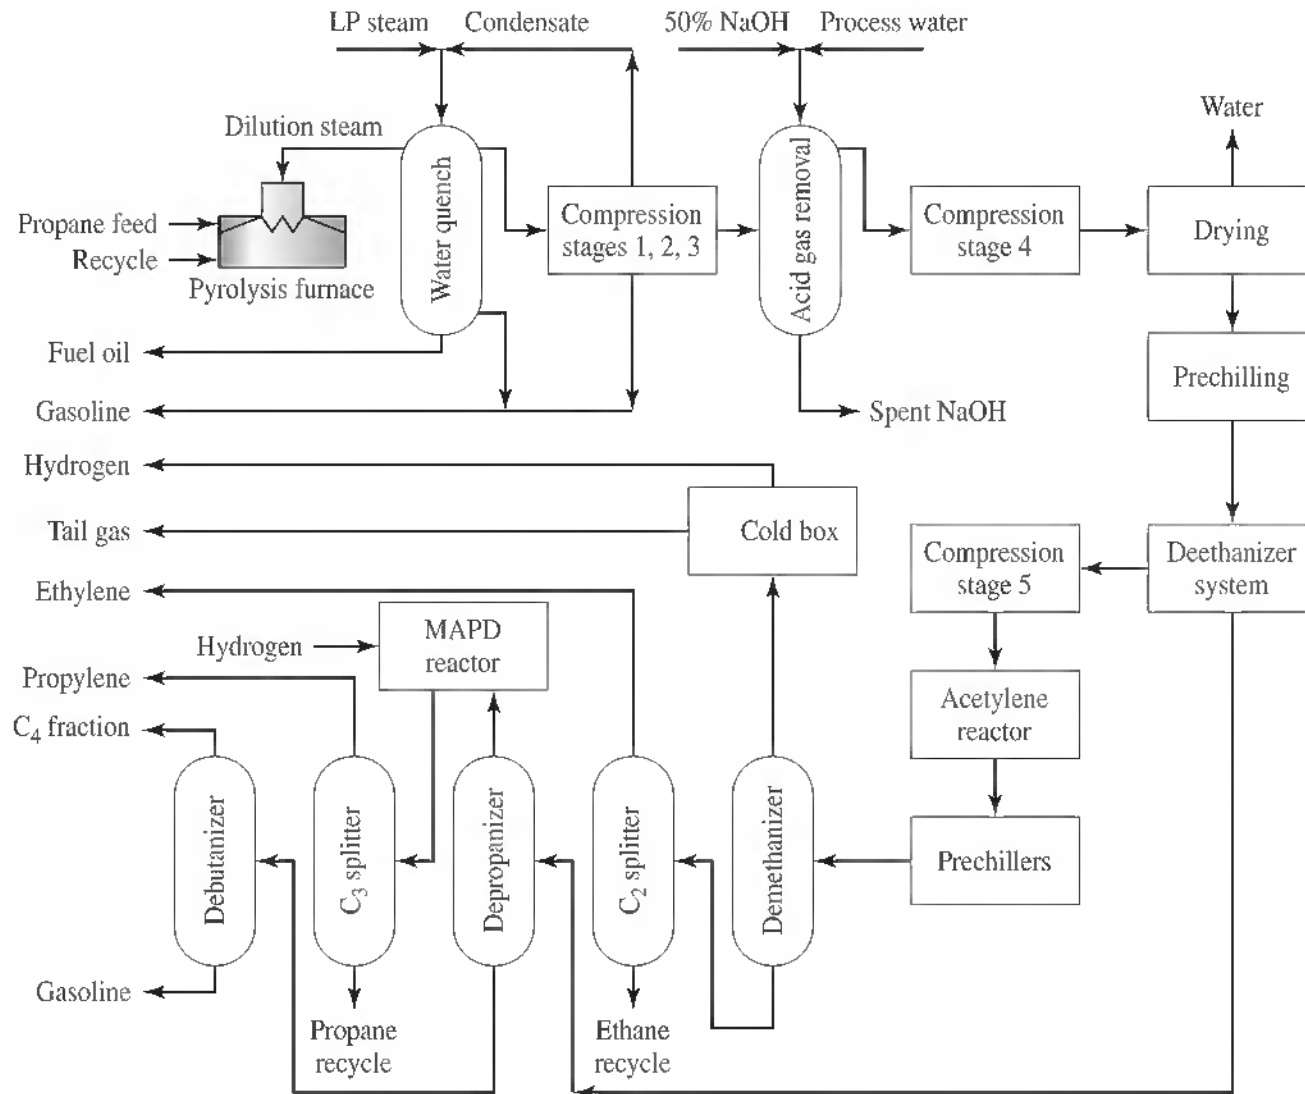 LP steam
Condensate
50% NaOH
Process water
Water
Dilution steam
Water quench
Compression
stages 1, 2, 3
Acid gas removal
Compression
stage 4
Drying
Propane feed
Recycle
Pyrolysis furnace
Fuel oil
Prechilling
Gasoline
Spent NaOH
Hydrogen
Cold box
Tail gas
Compression
stage 5
Deethanizer
system
Ethylene
MAPD
reactor
Hydrogen
Propylene
Acetylene
reactor
C₄ fraction
Debutanizer
C₃ splitter
Depropanizer
C₂ splitter
Demethanizer
Prechillers
Gasoline
Propane
recycle
Ethane
recycle